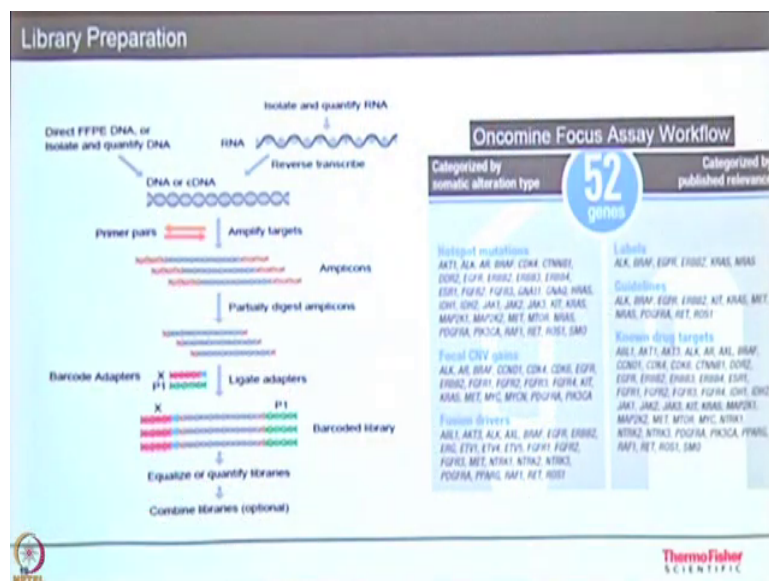 Library Preparation
Isolate and quantify RNA
Direct FFPE DNA, or
Isolate and quantify DNA
RNA
Reverse transcribe
DNA or cDNA
Primer pairs
Amplify targets
Amplicons
Partially digest amplicons
Barcode Adapters
X
P1
Ligate adapters
X
P1
Barcoded library
Equalize or quantify libraries
Combine libraries (optional)
Oncomine Focus Assay Workflow
Categorized by
somatic alteration type
52
genes
Categorized by
published relevance
Hotspot mutations
AKT1, ALK, AR, BRAF, CDK4, CTNNB1,
DDR2, EGFR, ERBB2, ERBB3, ERBB4,
ESR1, FGFR2, FGFR3, GNA11, GNAQ, HRAS,
IDH1, IDH2, JAK1, JAK2, JAK3, KIT, KRAS,
MAP2K1, MAP2K2, MET, MTOR, NRAS,
PDGFRA, PIK3CA, RAF1, RET, ROS1, SMO
Focal CNV gains
ALK, AR, BRAF, CCND1, CDK4, CDK6, EGFR,
ERBB2, FGFR1, FGFR2, FGFR3, FGFR4, KIT,
KRAS, MET, MYC, MYCN, PDGFRA, PIK3CA
Fusion drivers
ABL1, AKT3, ALK, AXL, BRAF, EGFR, ERBB2,
ERG, ETV1, ETV4, ETV5, FGFR1, FGFR2,
FGFR3, MET, NTRK1, NTRK2, NTRK3,
PDGFRA, PPARG, RAF1, RET, ROS1
Labels
ALK, BRAF, EGFR, ERBB2, KRAS, NRAS
Guidelines
ALK, BRAF, EGFR, ERBB2, KIT, KRAS, MET,
NRAS, PDGFRA, RET, ROS1
Known drug targets
ABL1, AKT1, AKT3, ALK, AR, AXL, BRAF,
CCND1, CDK4, CDK6, CTNNB1, DDR2,
EGFR, ERBB2, ERBB3, ERBB4, ESR1,
FGFR1, FGFR2, FGFR3, FGFR4, IDH1, IDH2,
JAK1, JAK2, JAK3, KIT, KRAS, MAP2K1,
MAP2K2, MET, MTOR, MYC, NTRK1,
NTRK2, NTRK3, PDGFRA, PIK3CA, PPARG,
RAF1, RET, ROS1, SMO
ThermoFisher
SCIENTIFIC
NPTEL